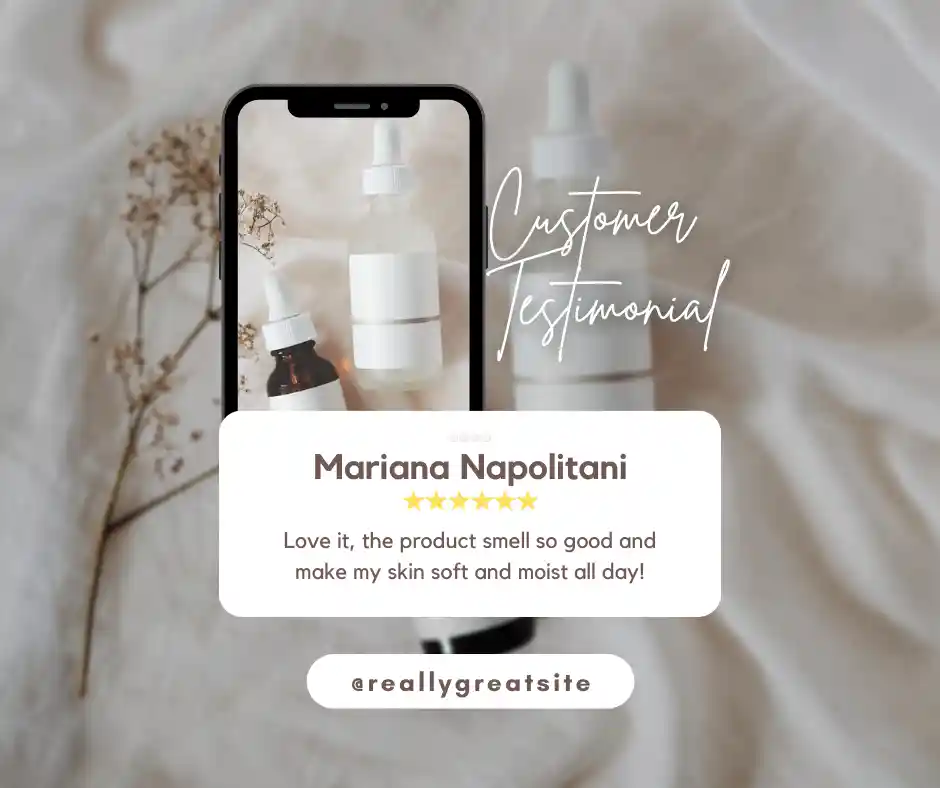 Customer
Testimonial
Mariana Napolitani
Love it, the product smell so good and
make my skin soft and moist all day!
@reallygreatsite